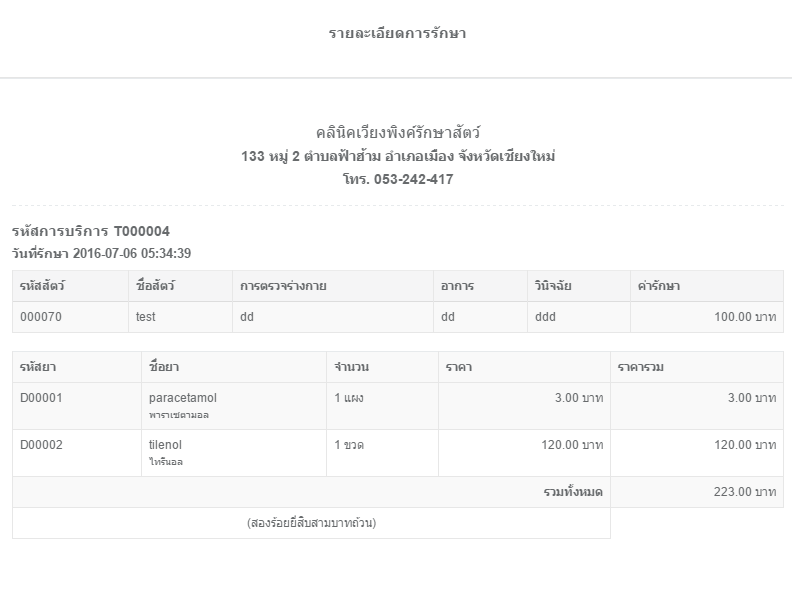 รายละเอียดการรักษา
คลินิคเวียงพิงค์รักษาสัตว์
133 หมู่ 2 ตำบลฟ้าฮ้าม อำเภอเมือง จังหวัดเชียงใหม่
โทร. 053-242-417
รหัสการบริการ T000004
วันที่รักษา 2016-07-06 05:34:39
รหัสสัตว์ ชื่อสัตว์ การตรวจร่างกาย อาการ วินิจฉัย ค่ารักษา
000070 test dd dd ddd 100.00 บาท
รหัสยา ชื่อยา จำนวน ราคา ราคารวม
D00001 paracetamol 1 แผง 3.00 บาท 3.00 บาท
พาราเซตามอล
D00002 tilenol 1 ขวด 120.00 บาท 120.00 บาท
ไทรีนอล
รวมทั้งหมด 223.00 บาท
(สองร้อยยี่สิบสามบาทถ้วน)